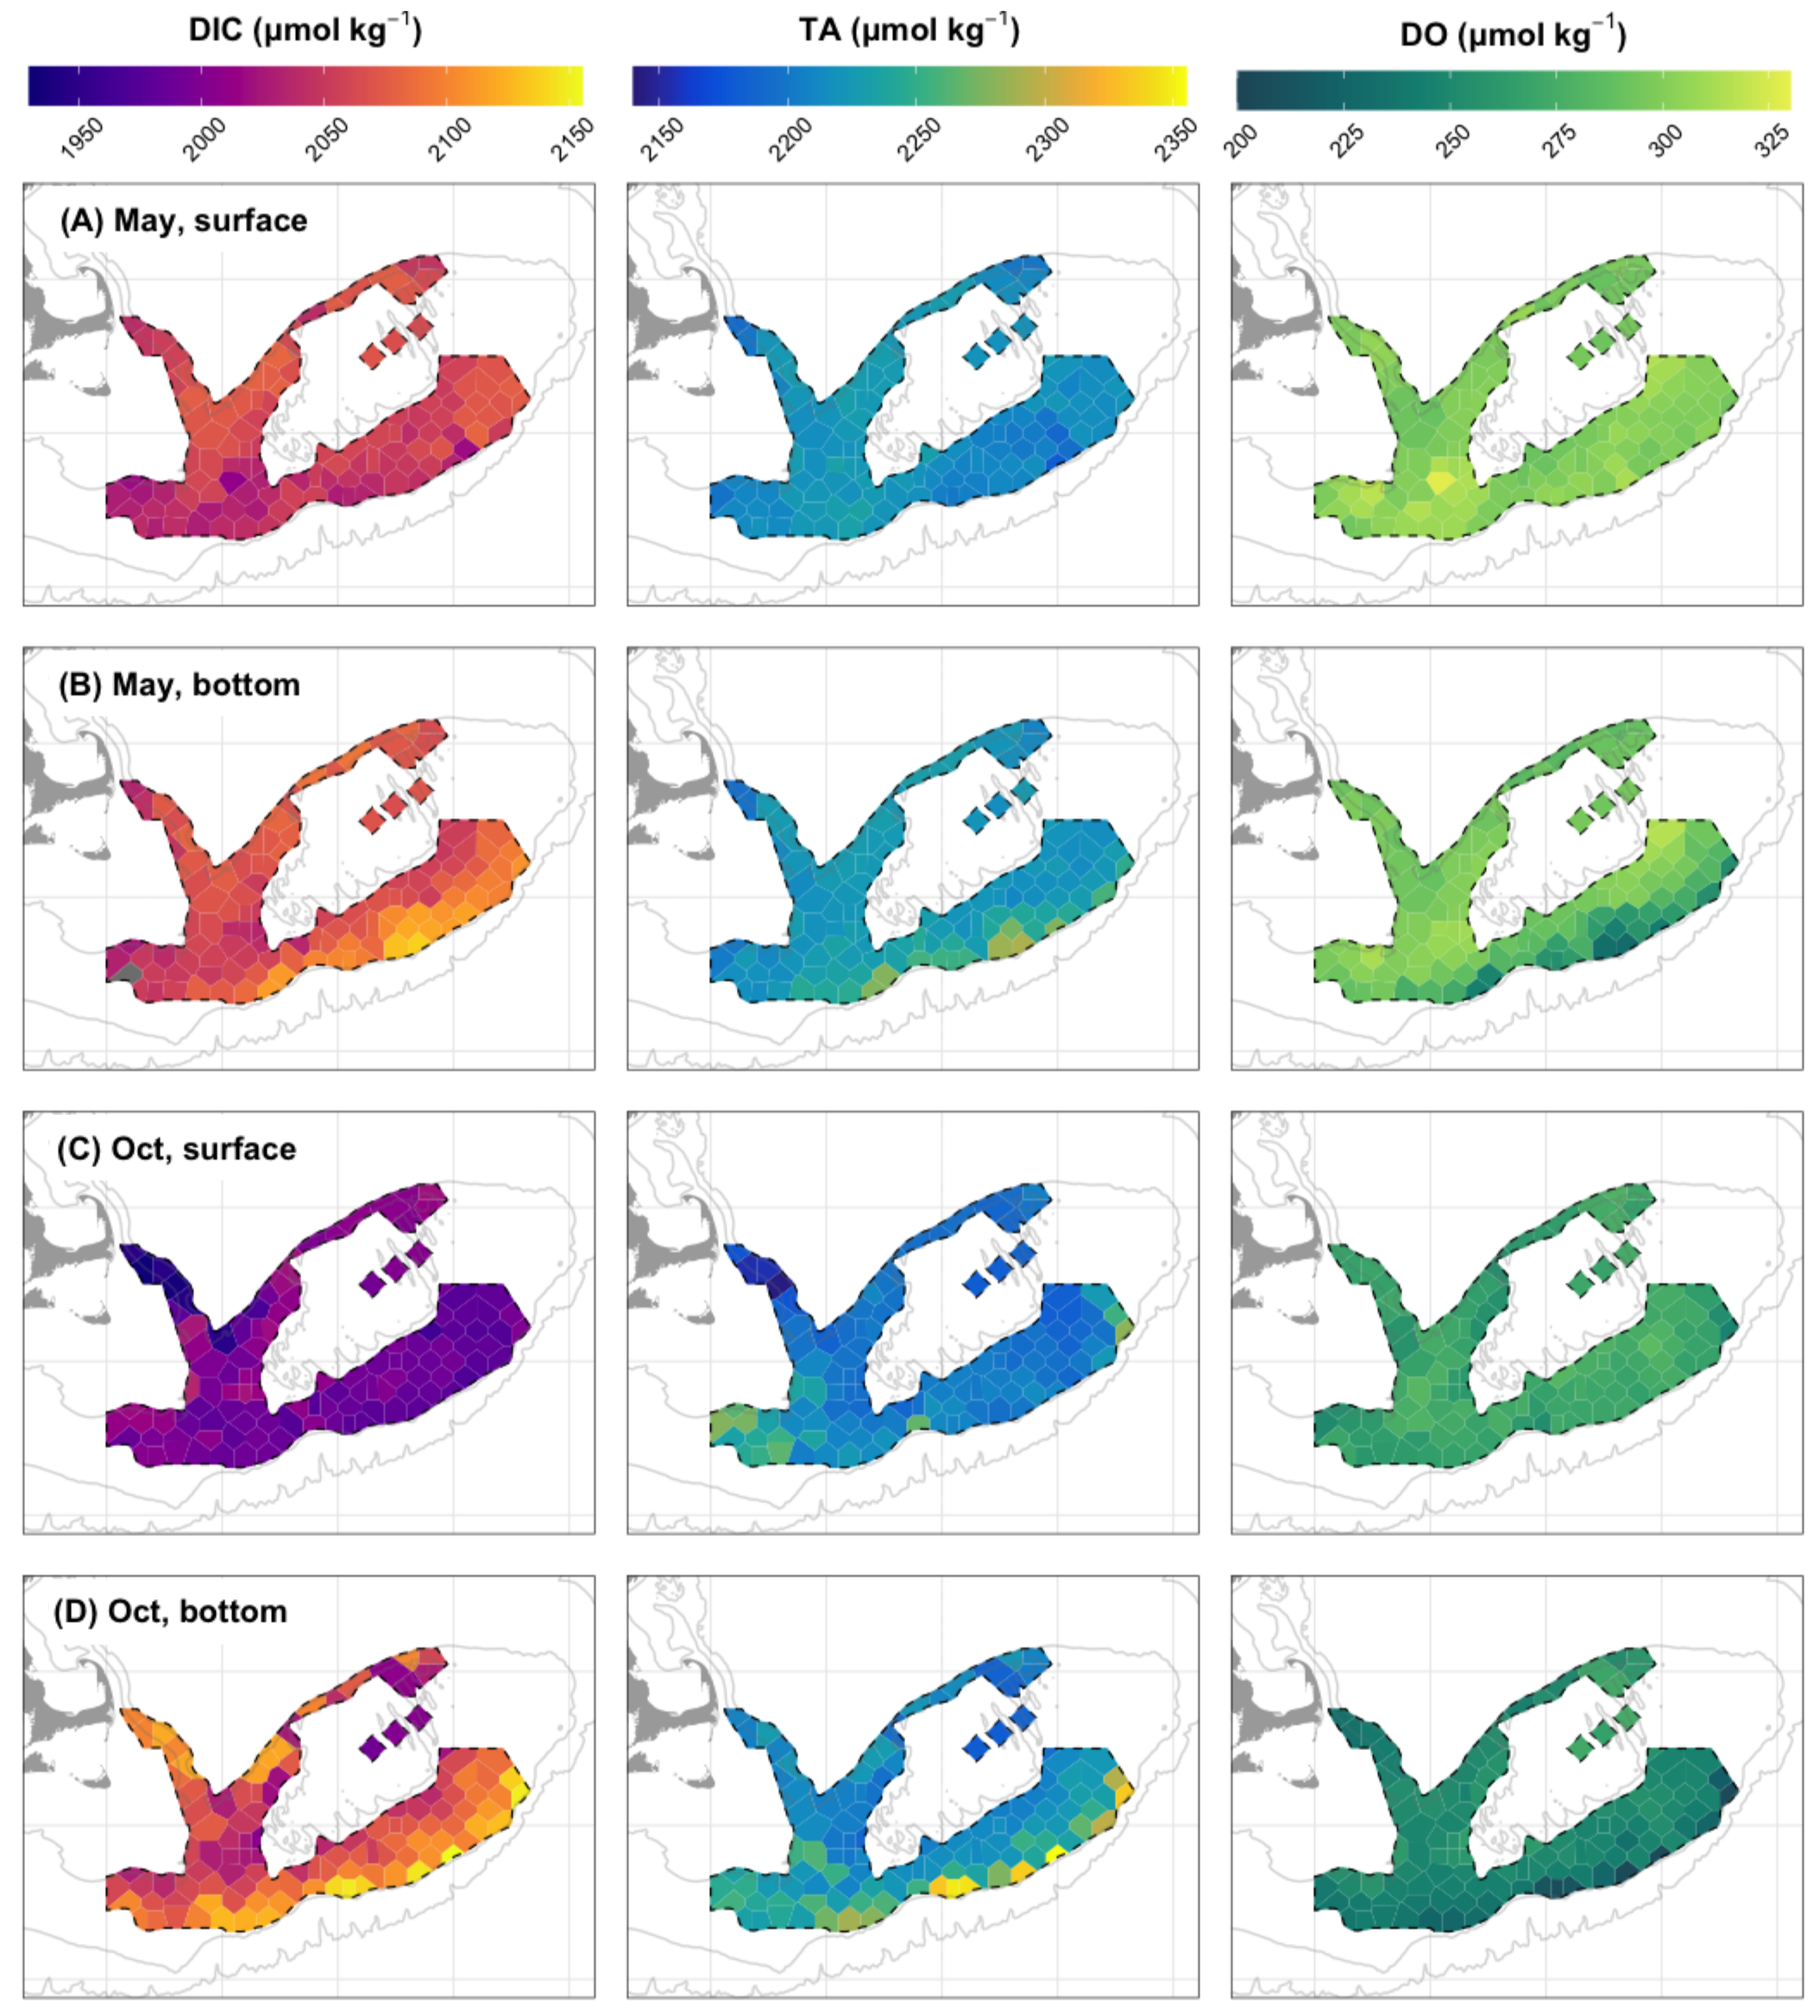 DIC (µmol kg⁻¹)
TA (µmol kg⁻¹)
DO (µmol kg⁻¹)
1950 2000 2050 2100 2150
2150 2200 2250 2300 2350
200 225 250 275 300 325
(A) May, surface
(B) May, bottom
(C) Oct, surface
(D) Oct, bottom